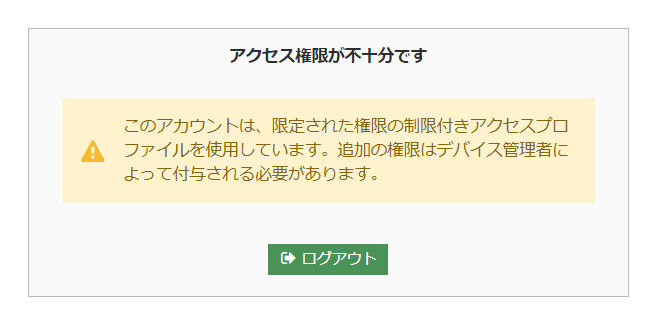 アクセス権限が不十分です
このアカウントは、限定された権限の制限付きアクセスプロ
ファイルを使用しています。追加の権限はデバイス管理者に
よって付与される必要があります。
ログアウト